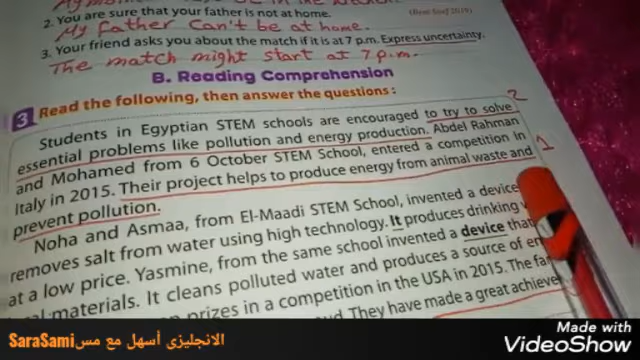 2. You are sure that your father is not at home.
My father can't be at home.
3. Your friend asks you about the match if it is at 7 p.m. Express uncertainty.
The match might start at 7 p.m.
B. Reading Comprehension
3 Read the following, then answer the questions:
Students in Egyptian STEM schools are encouraged to try to solve 2
essential problems like pollution and energy production. Abdel Rahman
and Mohamed from 6 October STEM School, entered a competition in
Italy in 2015. Their project helps to produce energy from animal waste and 1
prevent pollution.
Noha and Asmaa, from El-Maadi STEM School, invented a device
removes salt from water using high technology. It produces drinking
at a low price. Yasmine, from the same school invented a device that
materials. It cleans polluted water and produces a source of
prizes in a competition in the USA in 2015. The
They have made a great
SaraSami الانجليزى أسهل مع مس
Made with
VideoShow